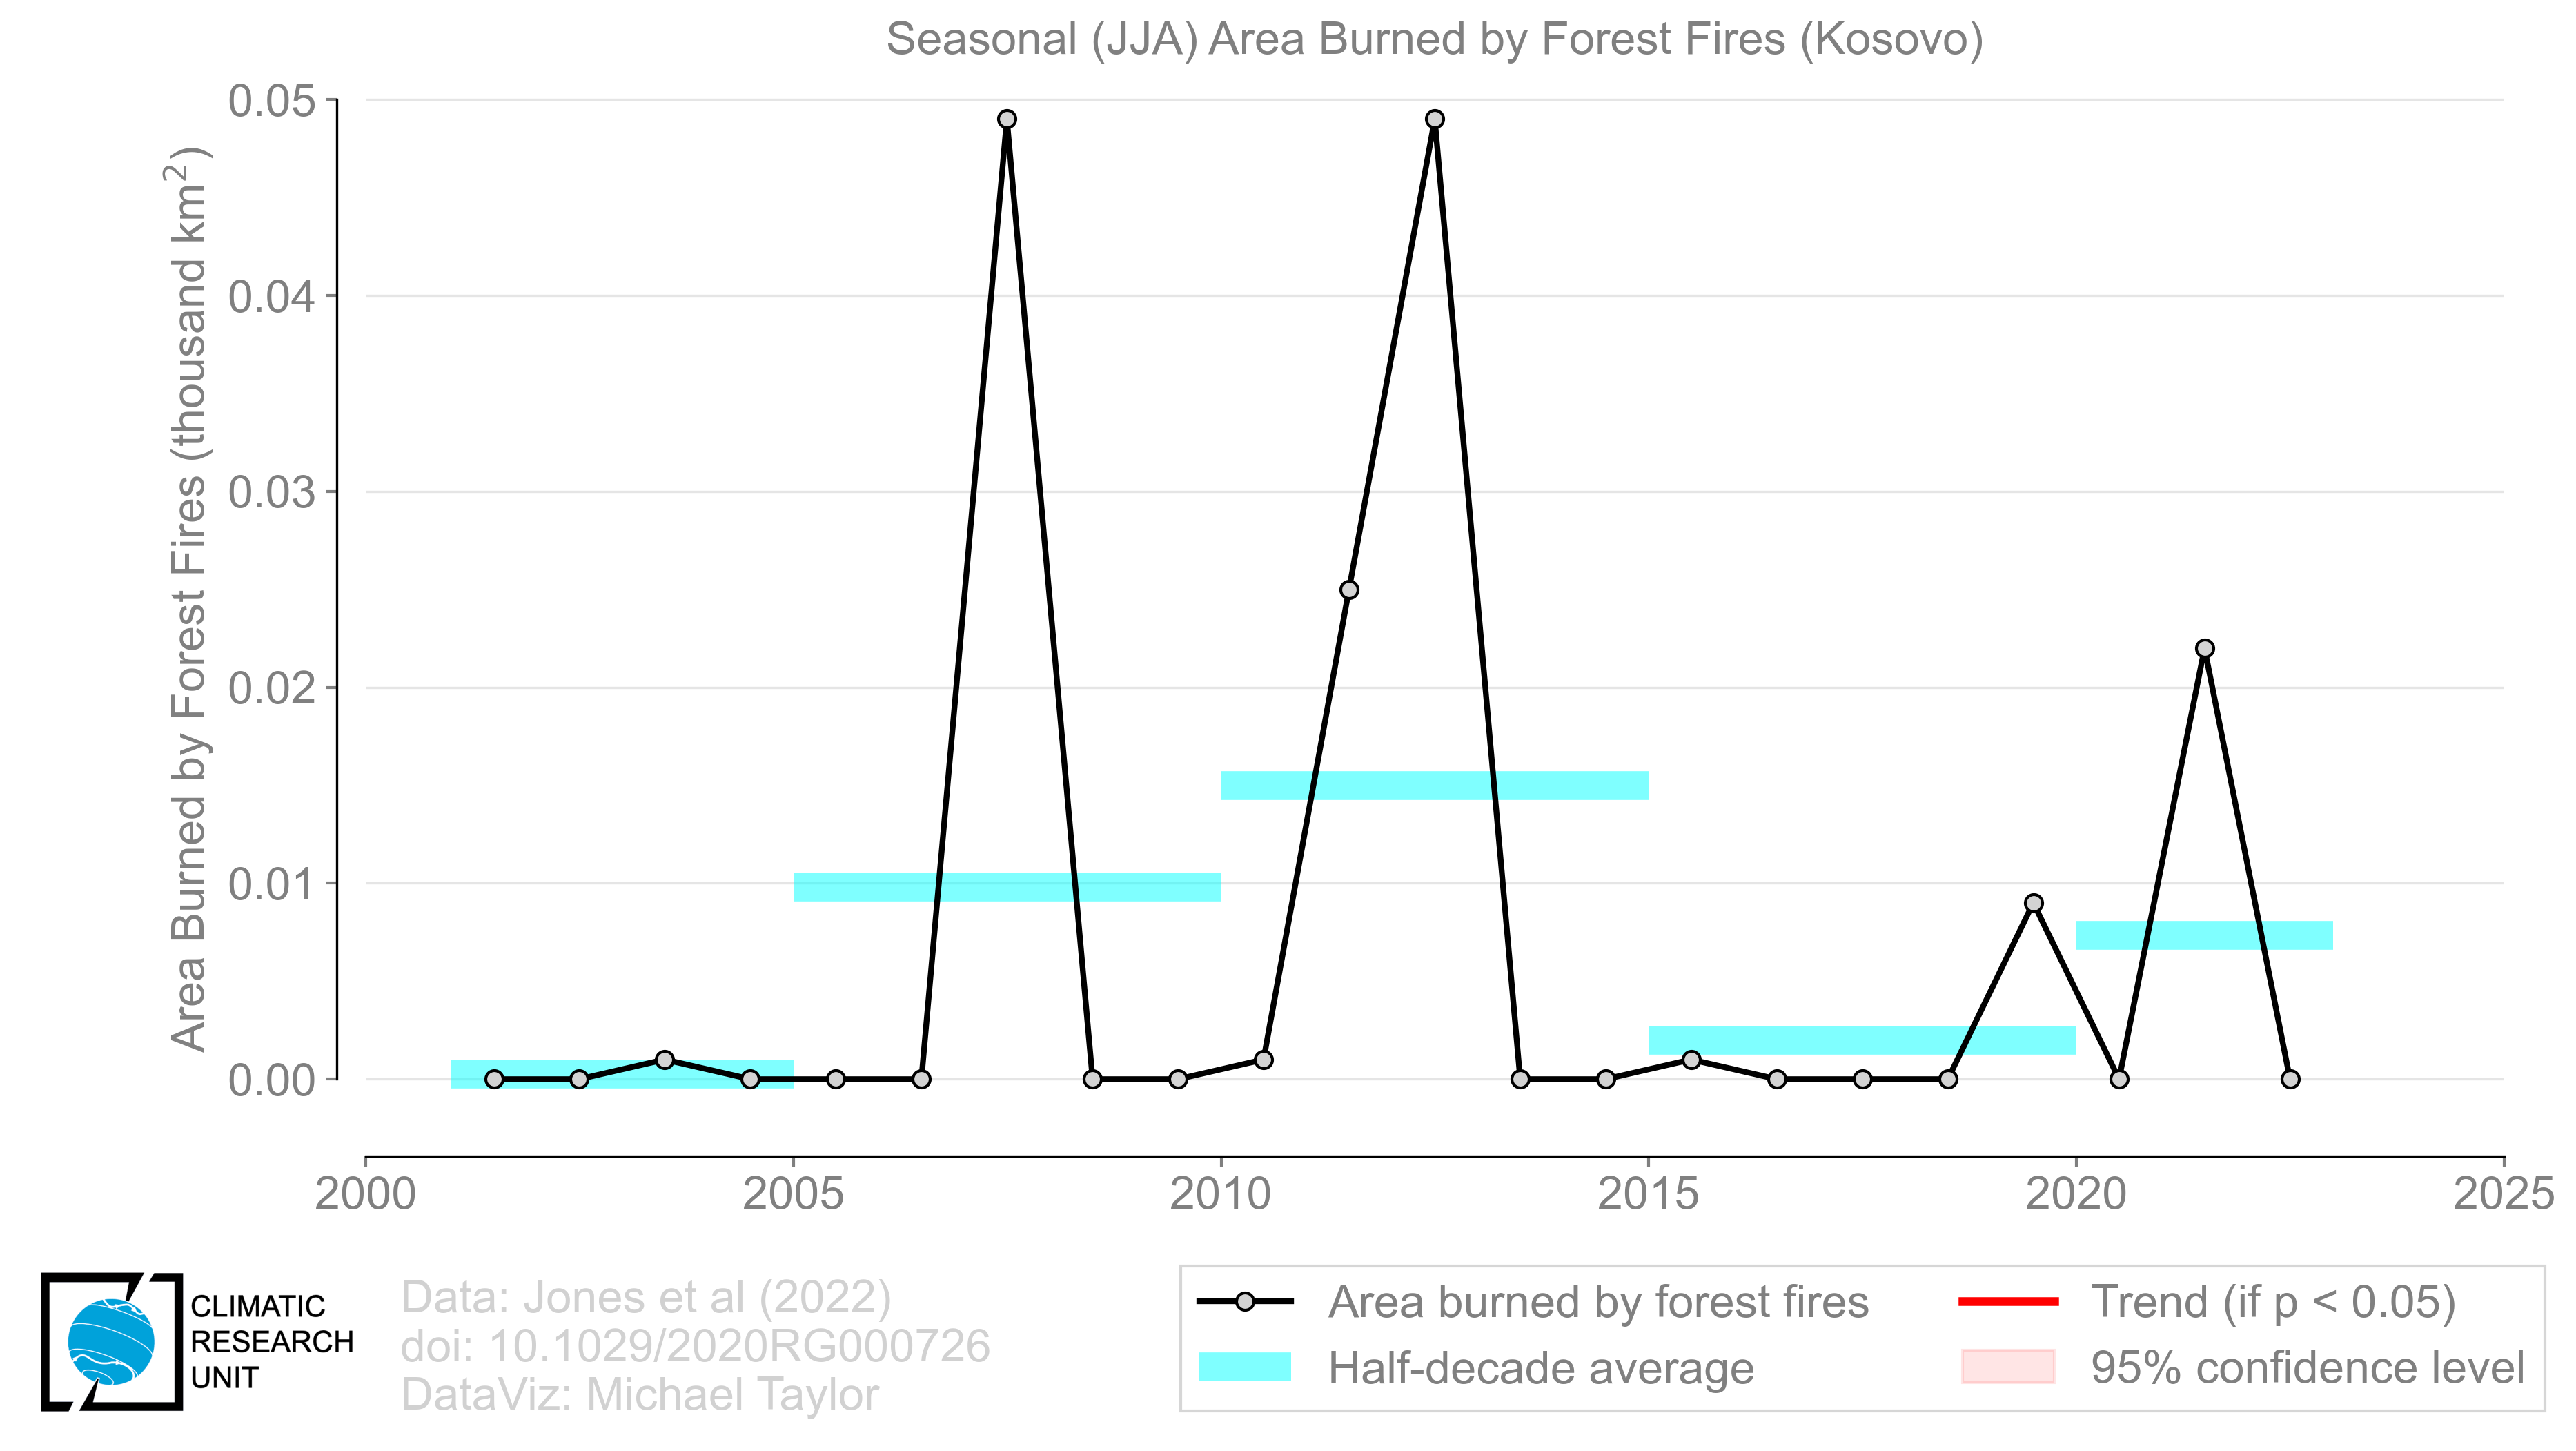 Seasonal (JJA) Area Burned by Forest Fires (Kosovo)
Area Burned by Forest Fires (thousand km²)
0.05
0.04
0.03
0.02
0.01
0.00
2000 2005 2010 2015 2020 2025
CLIMATIC
RESEARCH
UNIT
Data: Jones et al (2022)
doi: 10.1029/2020RG000726
DataViz: Michael Taylor
Area burned by forest fires
Half-decade average
Trend (if p < 0.05)
95% confidence level